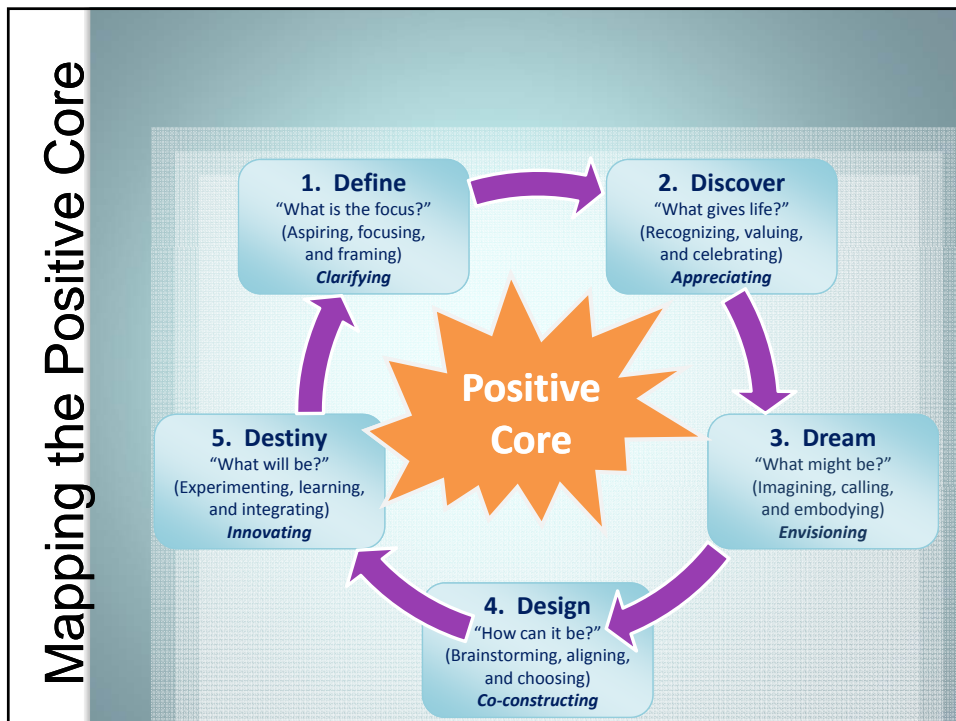 Mapping the Positive Core
1. Define
“What is the focus?”
(Aspiring, focusing,
and framing)
Clarifying
2. Discover
“What gives life?”
(Recognizing, valuing,
and celebrating)
Appreciating
Positive
Core
3. Dream
“What might be?”
(Imagining, calling,
and embodying)
Envisioning
4. Design
“How can it be?”
(Brainstorming, aligning,
and choosing)
Co-constructing
5. Destiny
“What will be?”
(Experimenting, learning,
and integrating)
Innovating